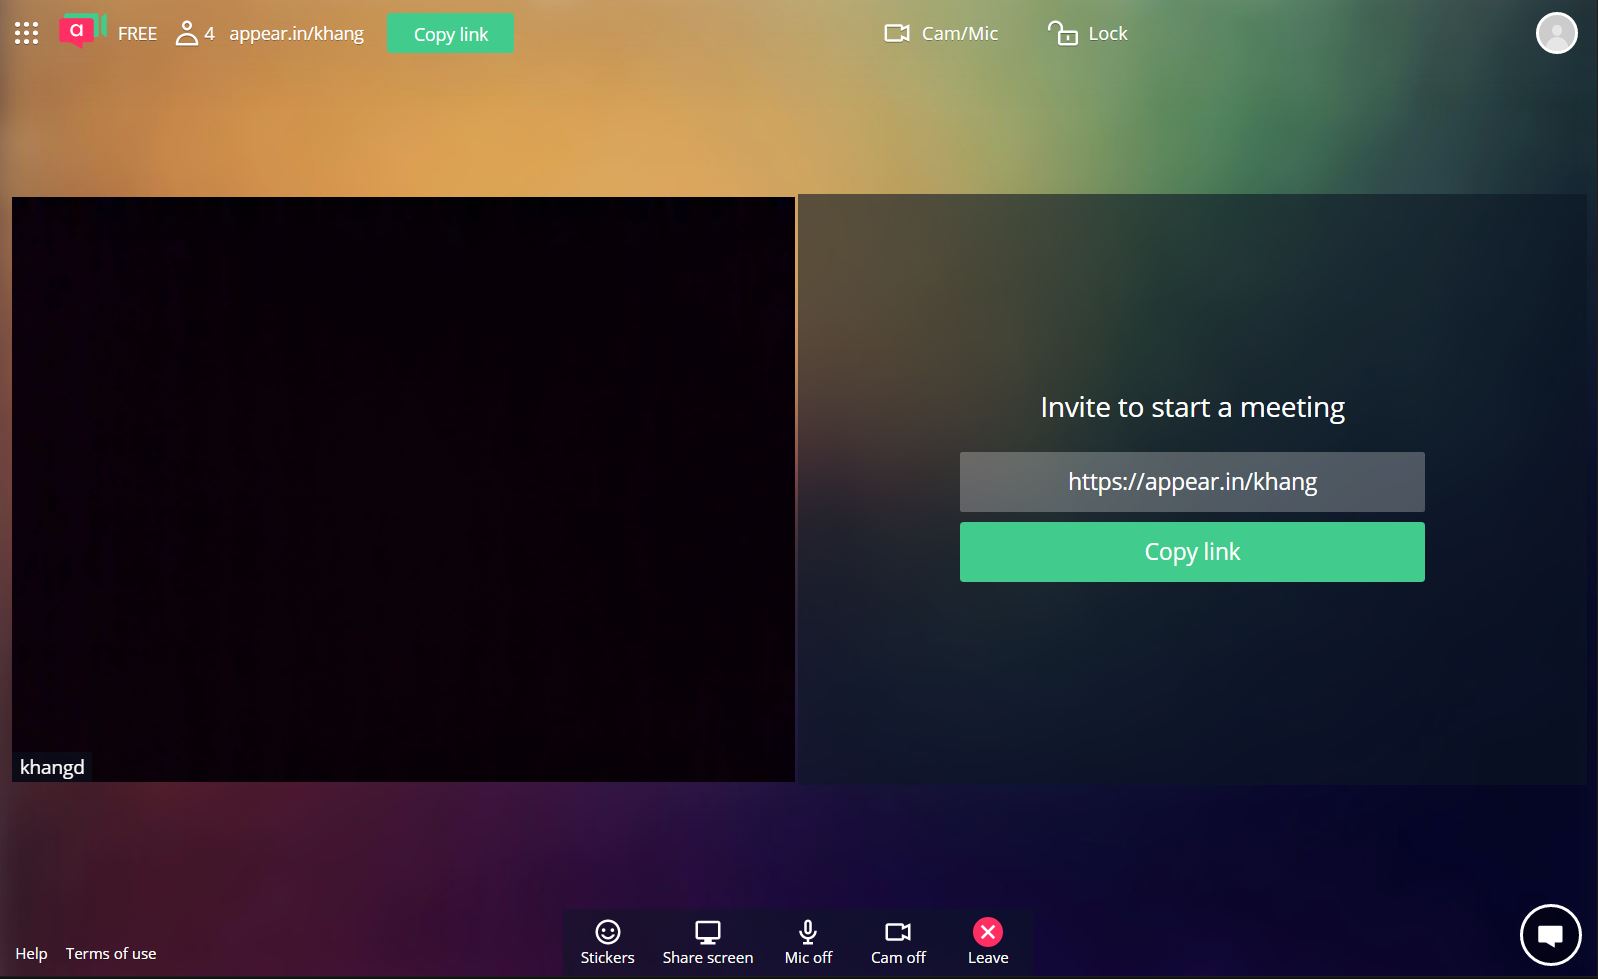 a FREE 4 appear.in/khang Copy link Cam/Mic Lock
Invite to start a meeting
https://appear.in/khang
Copy link
khangd
Help Terms of use
Stickers Share screen Mic off Cam off Leave